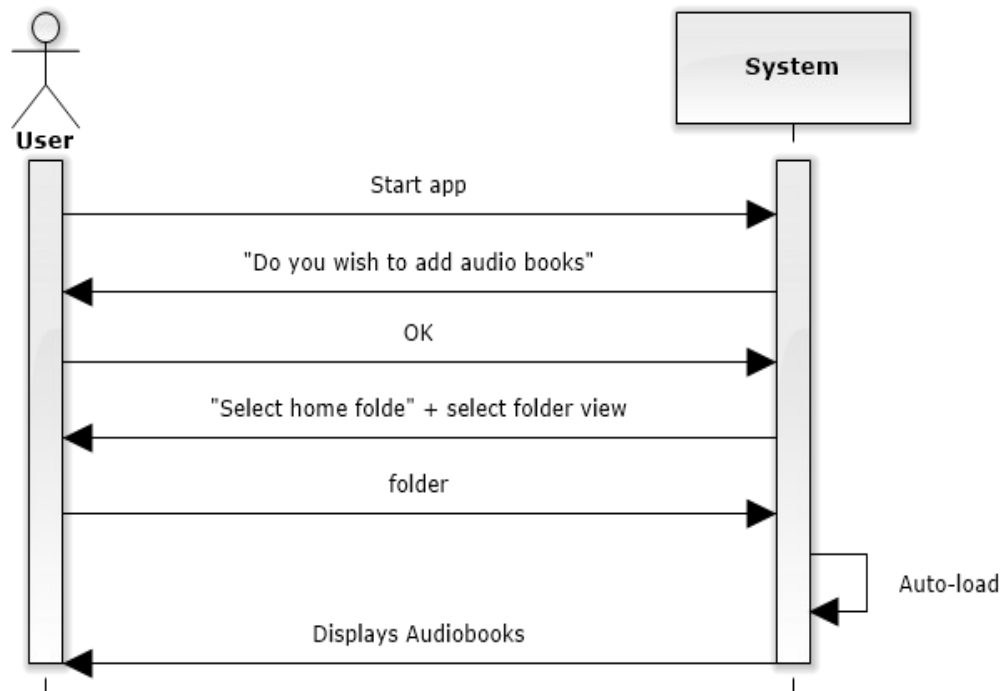 System
User
Start app
"Do you wish to add audio books"
OK
"Select home folde" + select folder view
folder
Auto-load
Displays Audiobooks